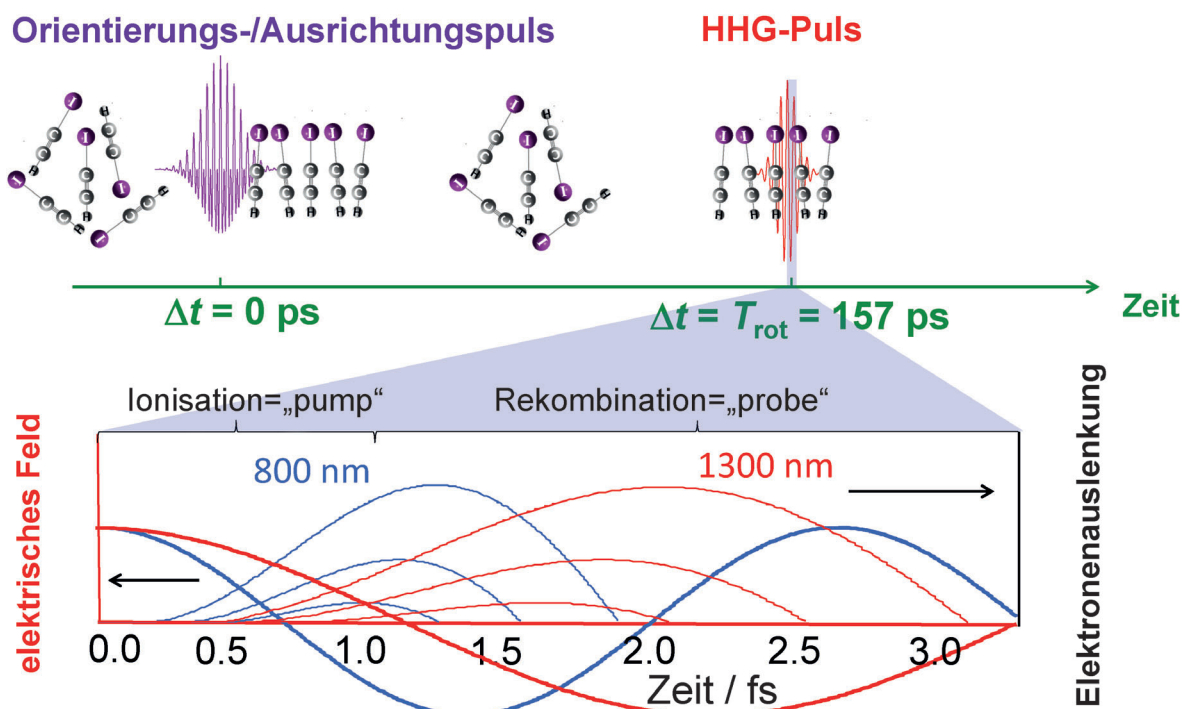 Orientierungs-/Ausrichtungspuls
HHG-Puls
I I H I C C C C C C H H I I C C H I
I I I I I C C C C C C C C C C H H H H H
I I H I C C C C C C H H I I C C H I
I I I I I C C C C C C C C C C H H H H H
Δt = 0 ps
Δt = Trot = 157 ps
Zeit
Ionisation=„pump“
Rekombination=„probe“
800 nm
1300 nm
elektrisches Feld
Elektronenauslenkung
0.0 0.5 1.0 1.5 2.0 2.5 3.0
Zeit / fs